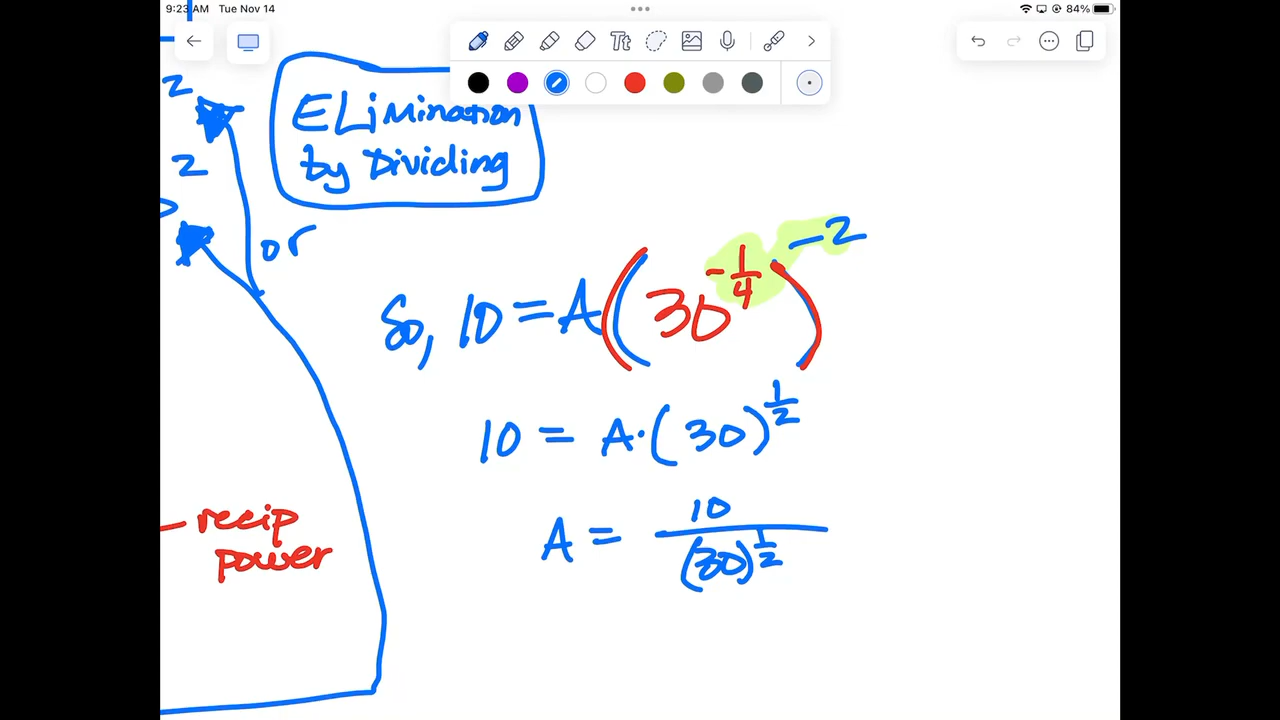 9:23 AM Tue Nov 14
84%
Tt
2
ELiMination
by Dividing
2
or
So, 10 = A(30^{-1/4})^{-2}
10 = A·(30)^{1/2}
A = 10/(30)^{1/2}
recip
power